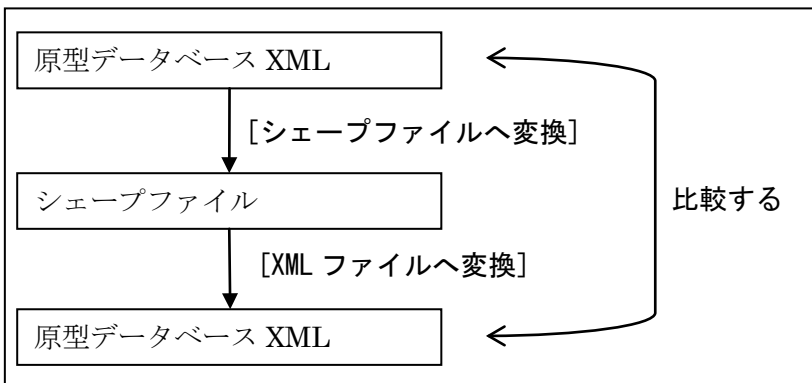 原型データベース XML
[シェープファイルへ変換]
シェープファイル
比較する
[XML ファイルへ変換]
原型データベース XML